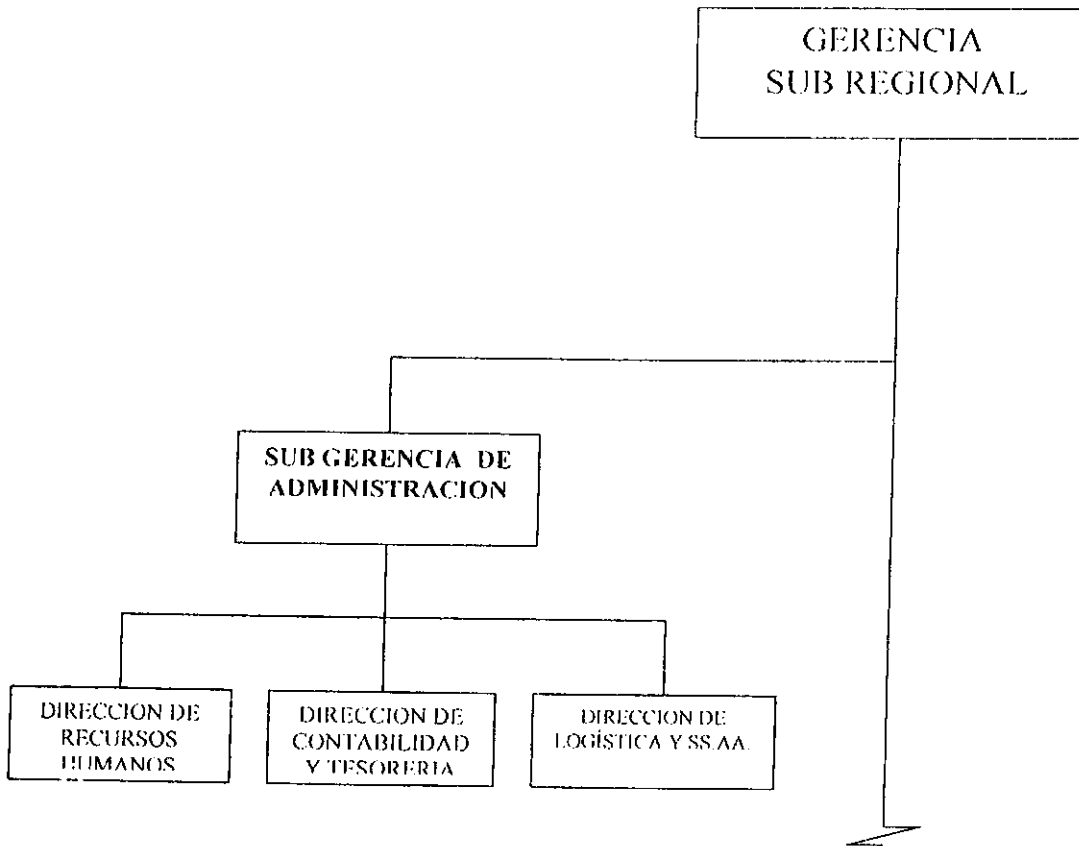 GERENCIA
SUB REGIONAL
SUB GERENCIA DE
ADMINISTRACION
DIRECCION DE
RECURSOS
HUMANOS
DIRECCION DE
CONTABILIDAD
Y TESORERIA
DIRECCION DE
LOGÍSTICA Y SS.AA.